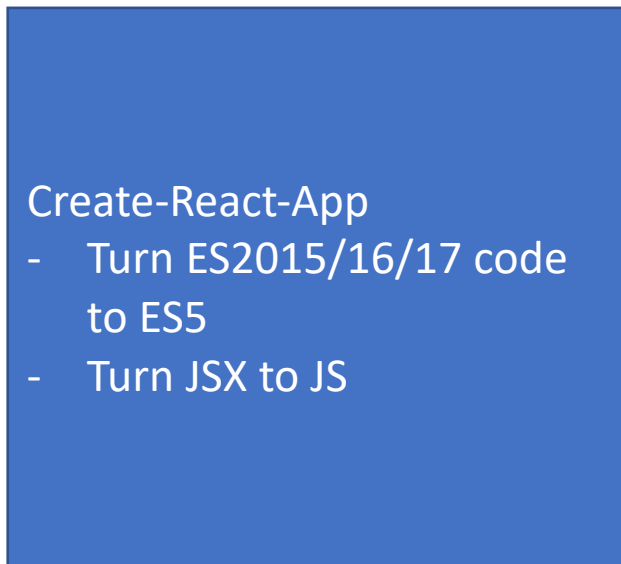 Create-React-App
- Turn ES2015/16/17 code
to ES5
- Turn JSX to JS